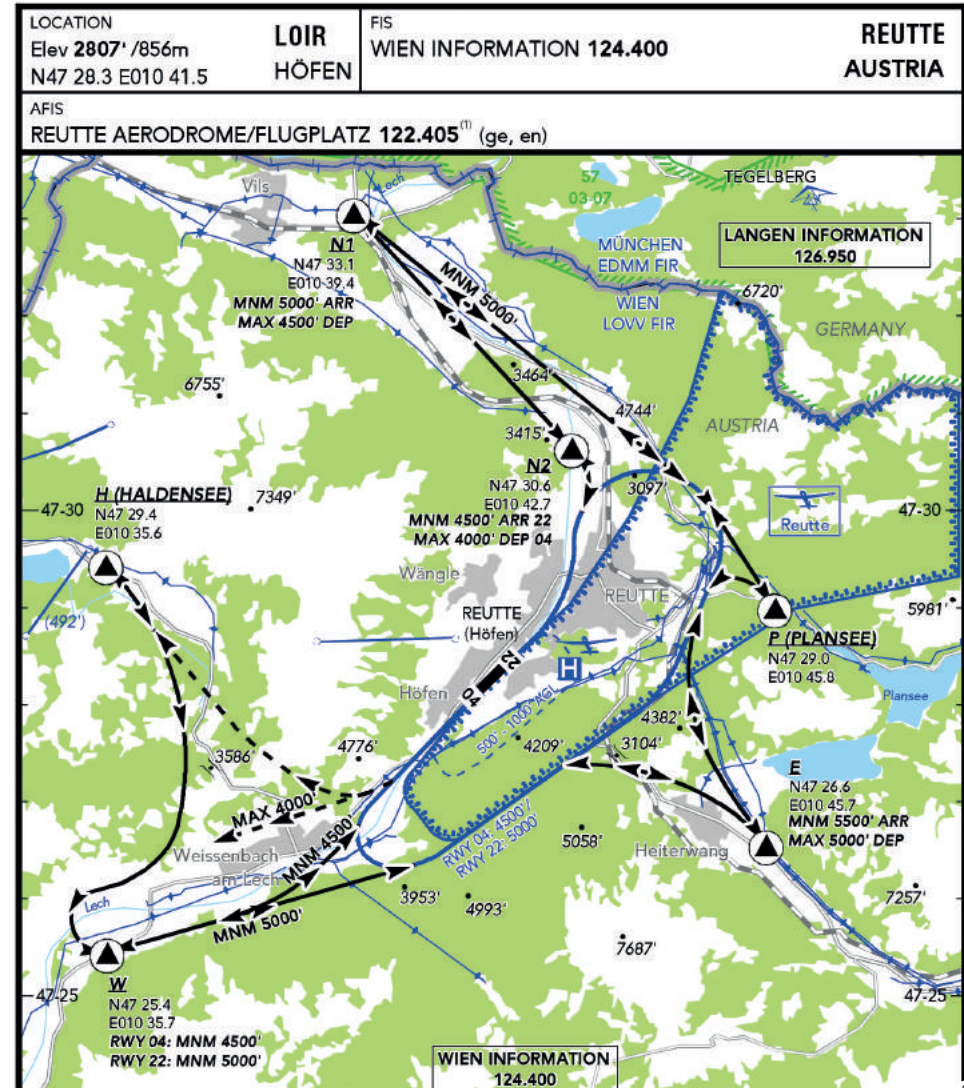 LOCATION
Elev 2807' /856m
N47 28.3 E010 41.5
LOIR
HÖFEN
FIS
WIEN INFORMATION 124.400
REUTTE
AUSTRIA
AFIS
REUTTE AERODROME/FLUGPLATZ 122.405(1) (ge, en)
Vils
Lech
57
03 07
TEGELBERG
LANGEN INFORMATION
126.950
N1
N47 33.1
E010 39.4
MNM 5000' ARR
MAX 4500' DEP
MNM 5000'
MÜNCHEN
EDMM FIR
WIEN
LOVV FIR
6720'
GERMANY
AUSTRIA
3464'
6755'
4744'
3415'
N2
N47 30.6
E010 42.7
MNM 4500' ARR 22
MAX 4000' DEP 04
3097'
Reutte
H (HALDENSEE)
N47 29.4
E010 35.6
7349'
47-30
47-30
(492')
Wängle
REUTTE
(Höfen)
REUTTE
5981'
P (PLANSEE)
N47 29.0
E010 45.8
Plansee
22
04
H
Höfen
500' - 1000' AGL
4382'
4209'
3104'
3586'
4776'
E
N47 26.6
E010 45.7
MNM 5500' ARR
MAX 5000' DEP
MAX 4000'
MNM 4500'
RWY 04: 4500'/
RWY 22: 5000'
5058'
Heiterwang
Weissenbach
am Lech
Lech
MNM 5000'
3953'
4993'
7257'
7687'
W
N47 25.4
E010 35.7
RWY 04: MNM 4500'
RWY 22: MNM 5000'
47-25
47-25
WIEN INFORMATION
124.400